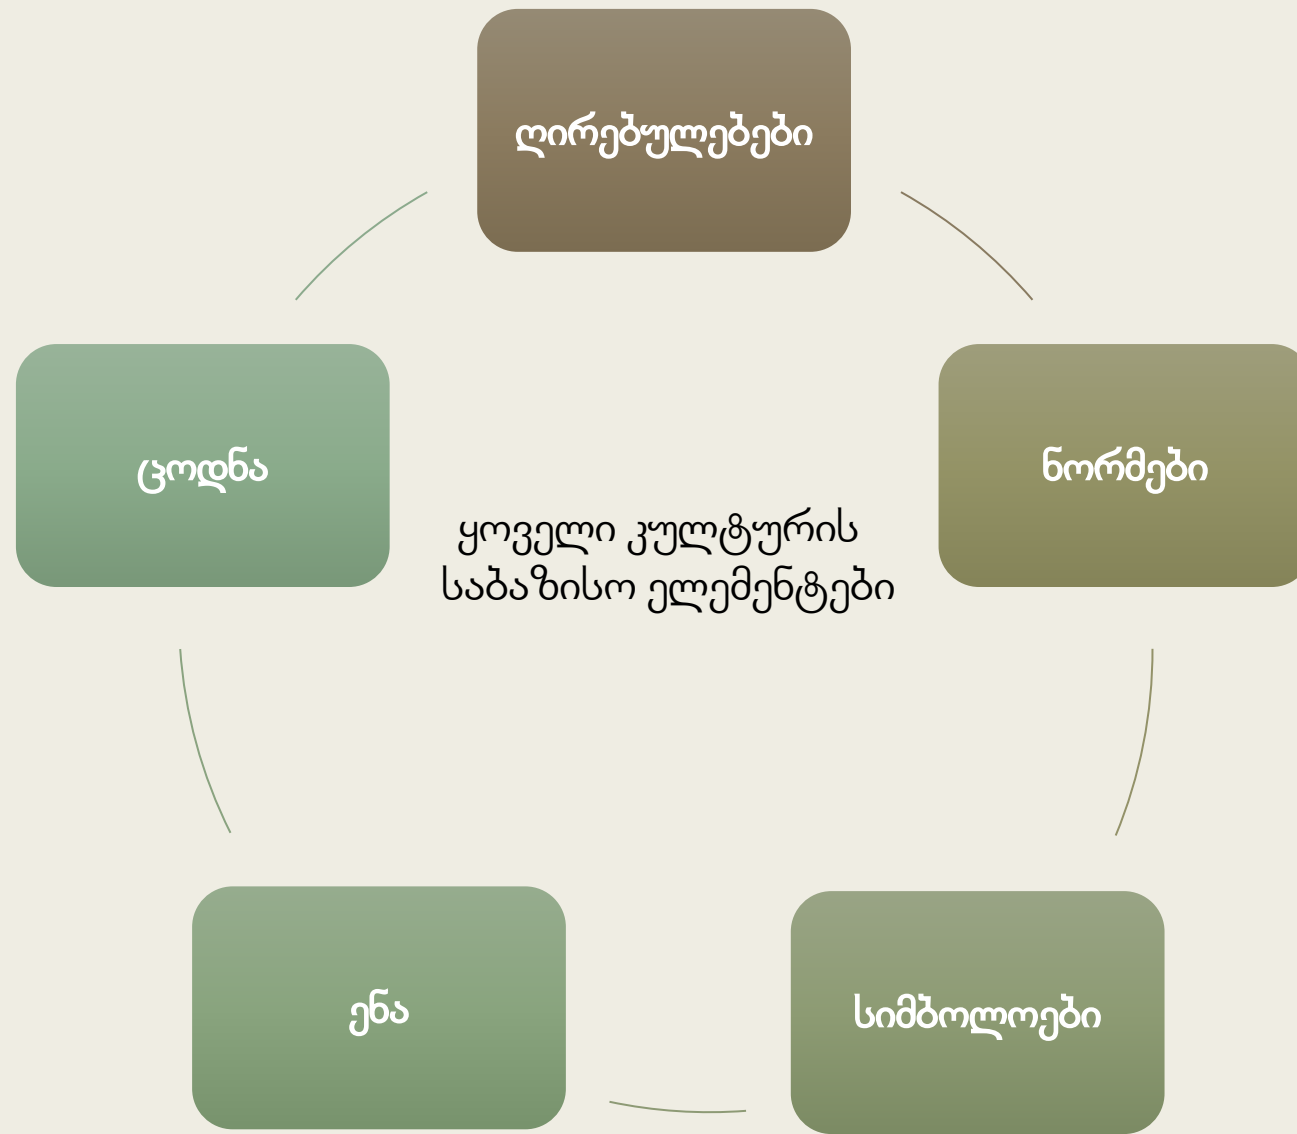 ღირებულებები
ცოდნა
ნორმები
ყოველი კულტურის
საბაზისო ელემენტები
ენა
სიმბოლოები